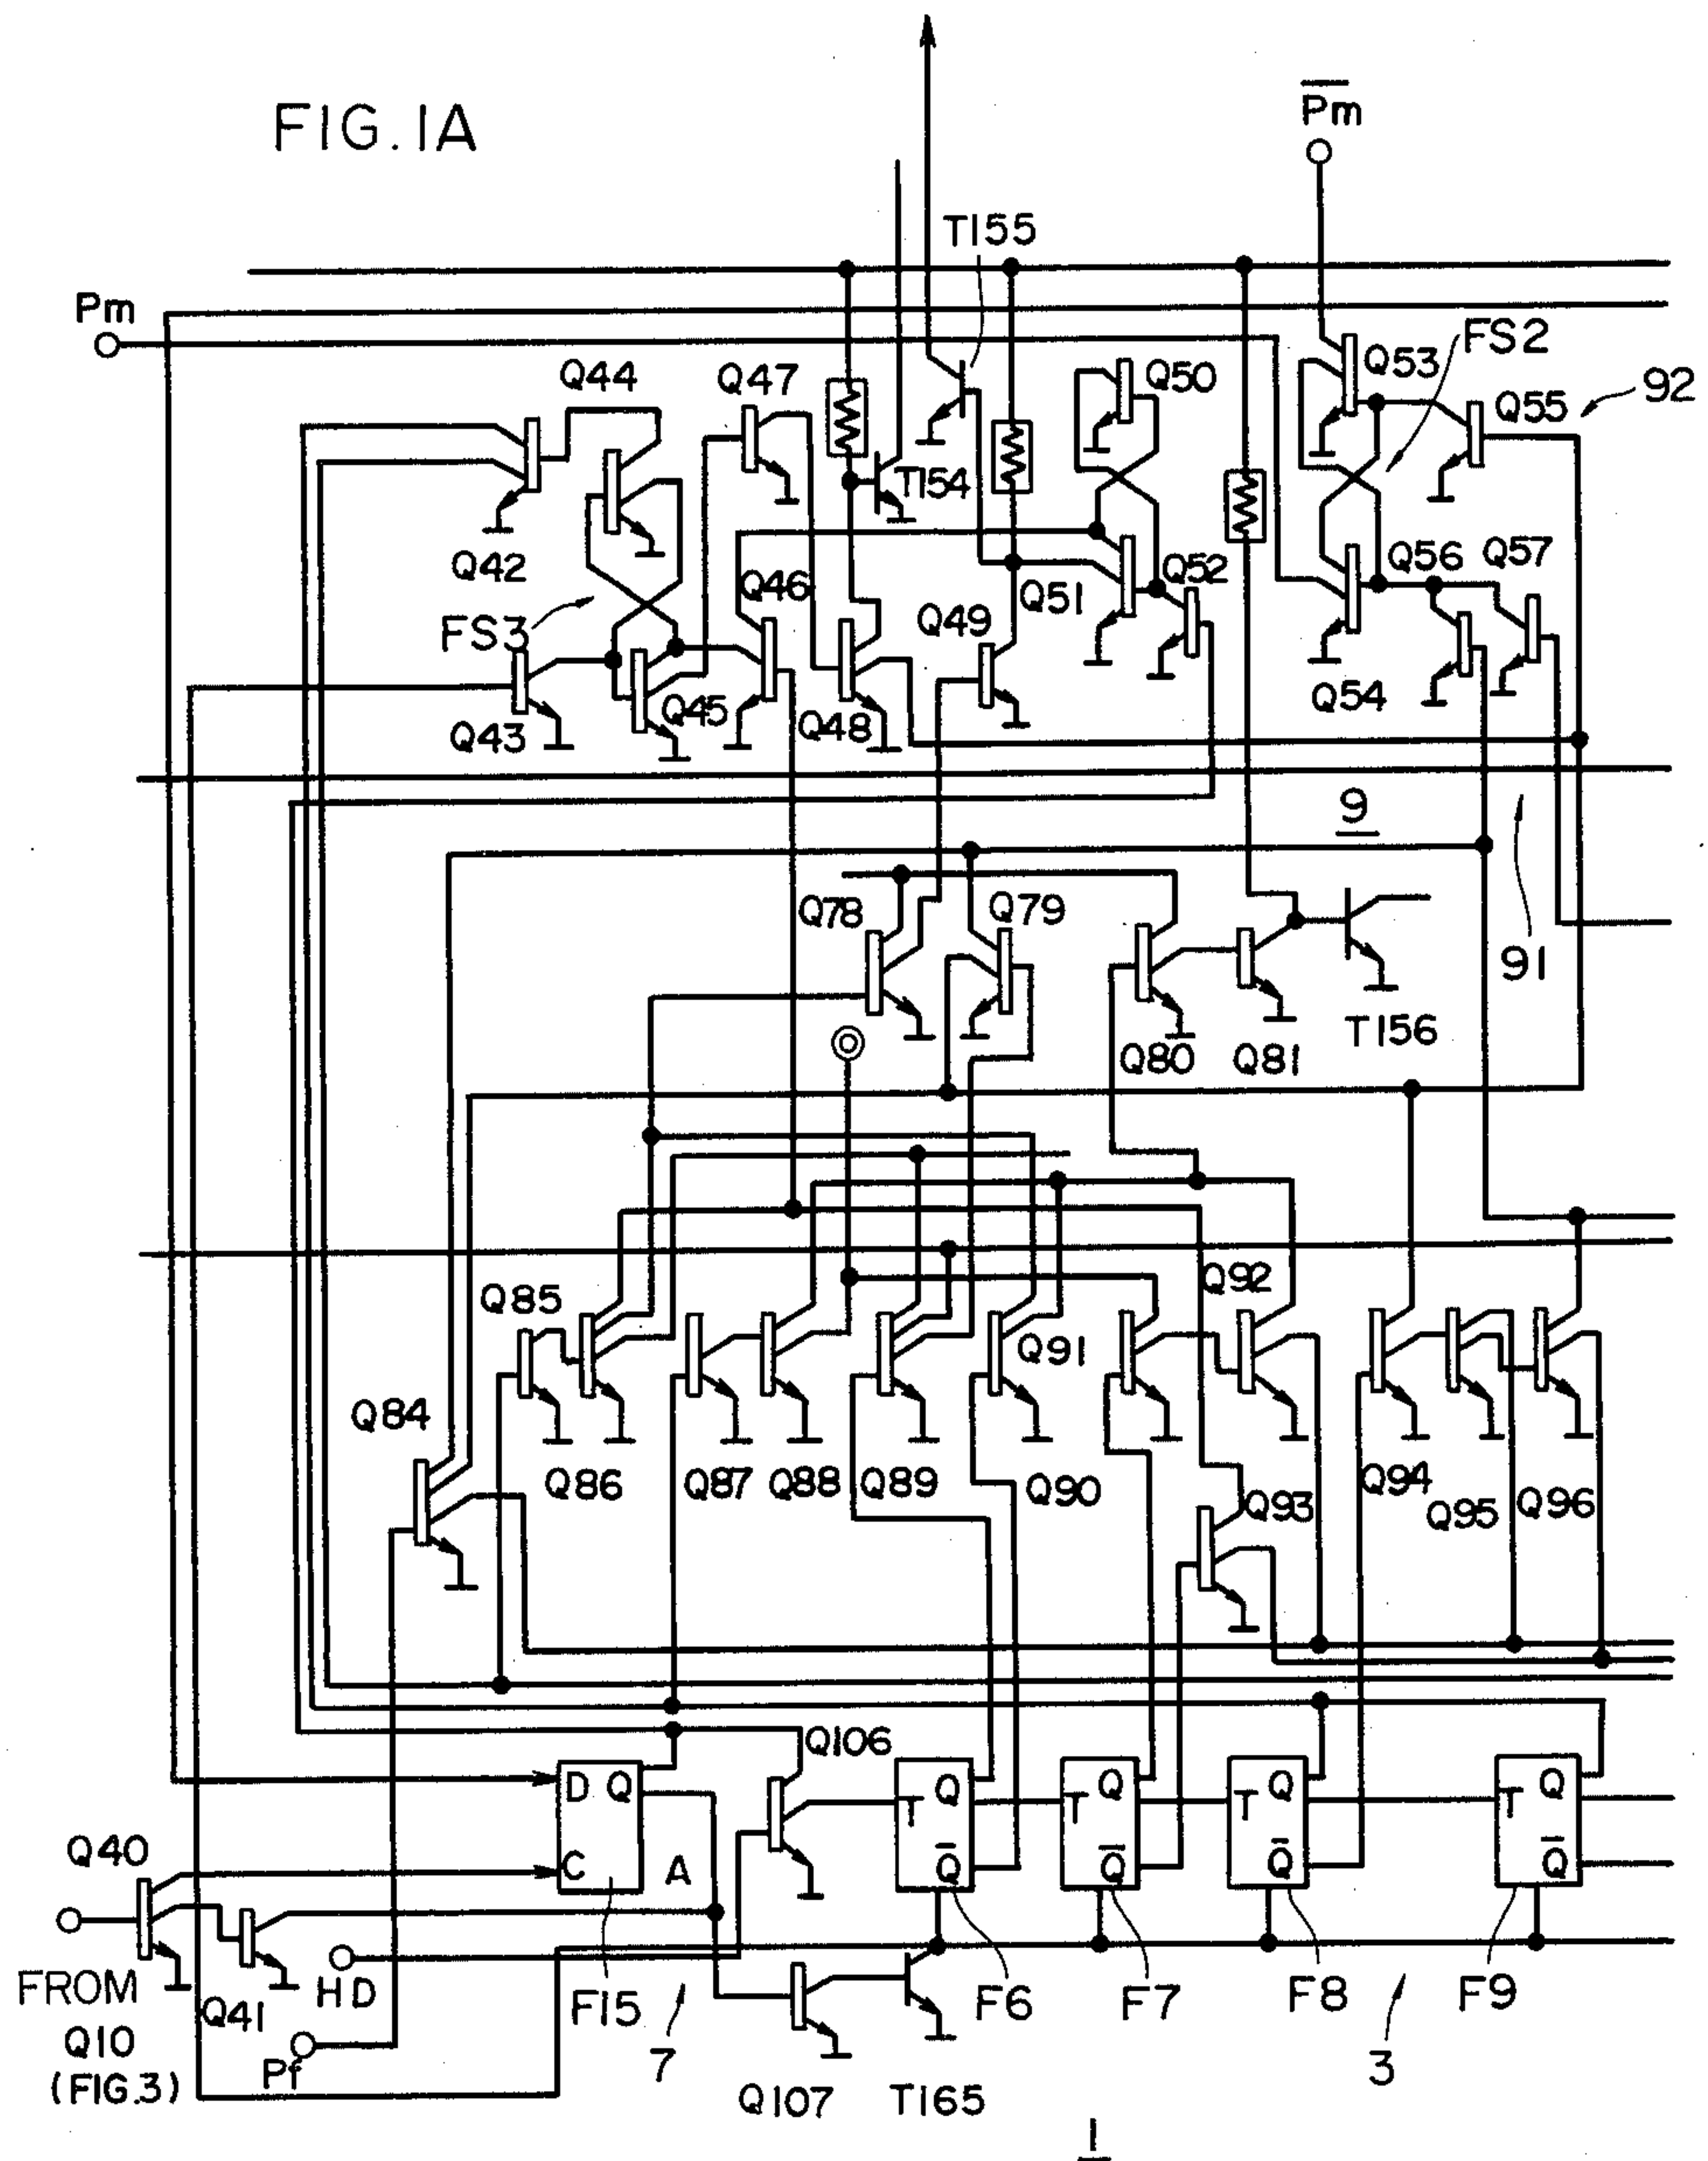 FIG. 1A
Pm
T155
Pm
Q44
Q47
Q50
Q53
FS2
Q55
92
T154
Q42
Q46
Q51
Q52
Q56
Q57
FS3
Q49
Q43
Q45
Q48
Q54
9
Q78
Q79
91
Q80
Q81
T156
Q85
Q92
Q91
Q84
Q86
Q87
Q88
Q89
Q90
Q93
Q94
Q95
Q96
Q106
D Q
C
A
T Q
Q̅
T Q
Q̅
T Q
Q̅
T Q
Q̅
Q40
FROM
Q10
(FIG.3)
Q41
HD
Pf
F15
7
Q107
T165
F6
F7
F8
F9
3
1